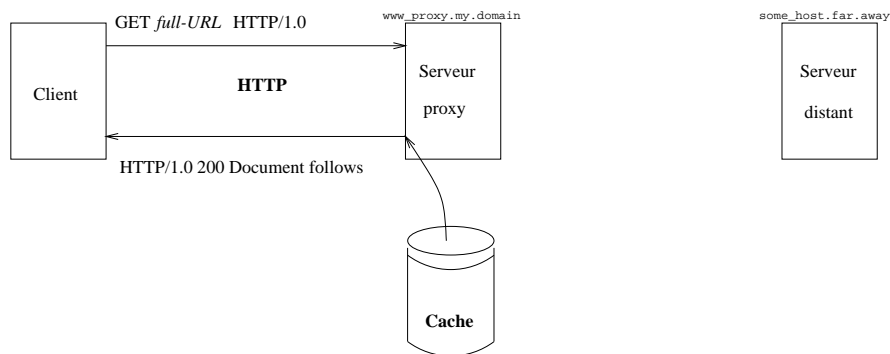 www_proxy.my.domain
some_host.far.away
GET full-URL HTTP/1.0
Client
HTTP
Serveur
proxy
Serveur
distant
HTTP/1.0 200 Document follows
Cache